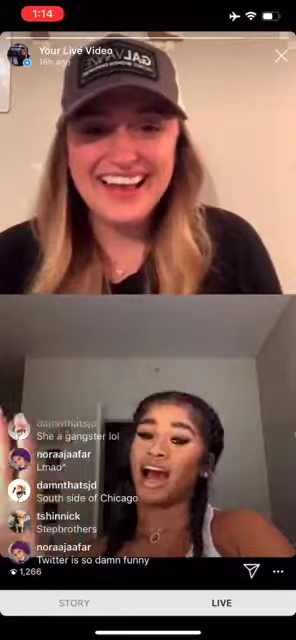 1:14
Your Live Video
16h ago
GALVANIZE
damnthatsjd
She a gangster lol
noraajaafar
Lmao*
damnthatsjd
South side of Chicago
tshinnick
Stepbrothers
noraajaafar
Twitter is so damn funny
1,266
STORY
LIVE